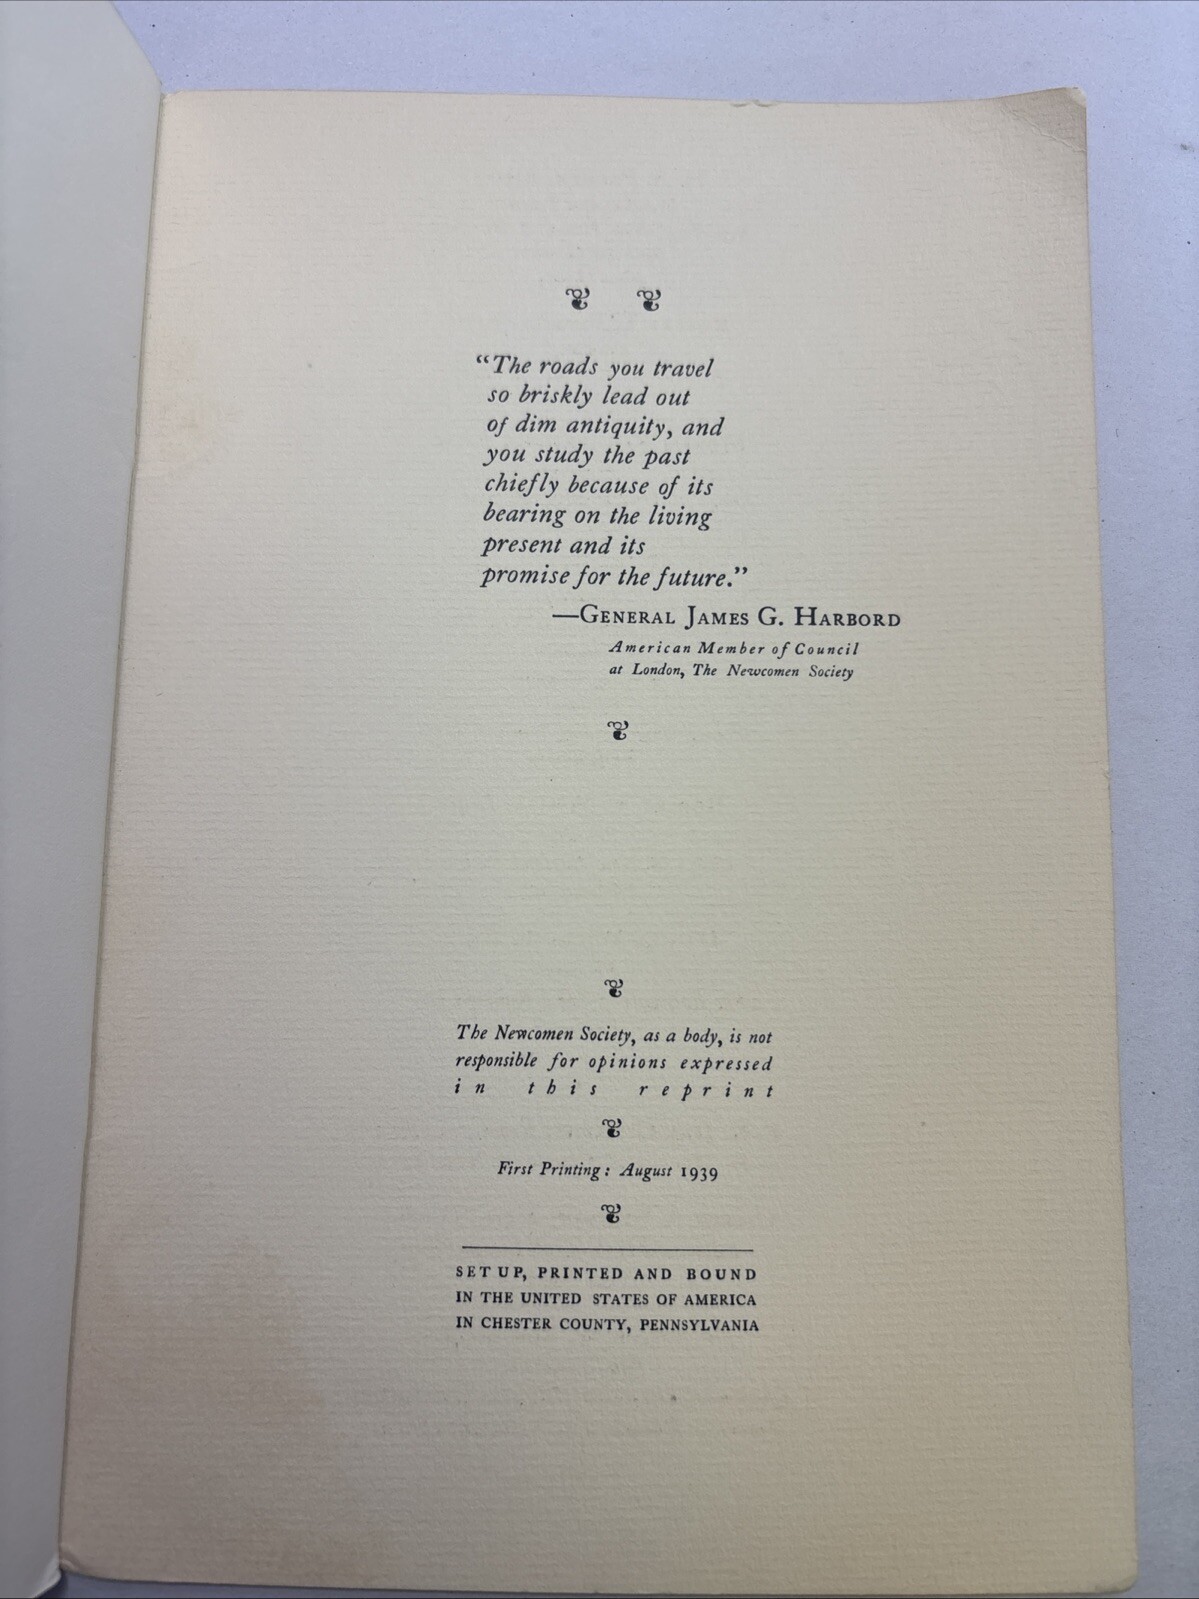 “The roads you travel
so briskly lead out
of dim antiquity, and
you study the past
chiefly because of its
bearing on the living
present and its
promise for the future.”
—General James G. Harbord
American Member of Council
at London, The Newcomen Society
The Newcomen Society, as a body, is not
responsible for opinions expressed
in this reprint
First Printing: August 1939
SET UP, PRINTED AND BOUND
IN THE UNITED STATES OF AMERICA
IN CHESTER COUNTY, PENNSYLVANIA